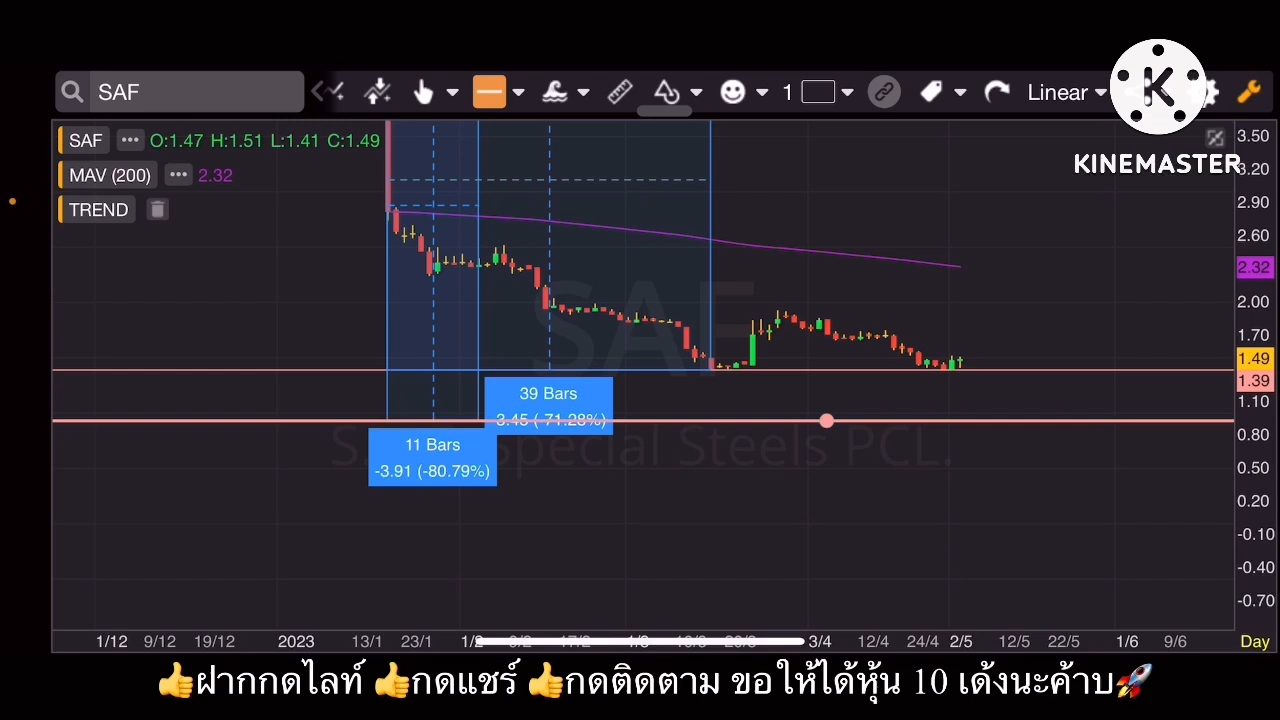 SAF
1
Linear
KINEMASTER
SAF ••• O:1.47 H:1.51 L:1.41 C:1.49
MAV (200) ••• 2.32
TREND
3.50
3.20
2.90
2.60
2.32
2.00
1.70
1.49
1.39
1.10
0.80
0.50
0.20
-0.10
-0.40
-0.70
SAF
39 Bars
-3.45 (-71.28%)
11 Bars
-3.91 (-80.79%)
Special Steels PCL.
1/12 9/12 19/12 2023 13/1 23/1 3/4 12/4 24/4 2/5 12/5 22/5 1/6 9/6 Day
👍ฝากกดไลท์ 👍กดแชร์ 👍กดติดตาม ขอให้ได้หุ้น 10 เด้งนะค้าบ🚀